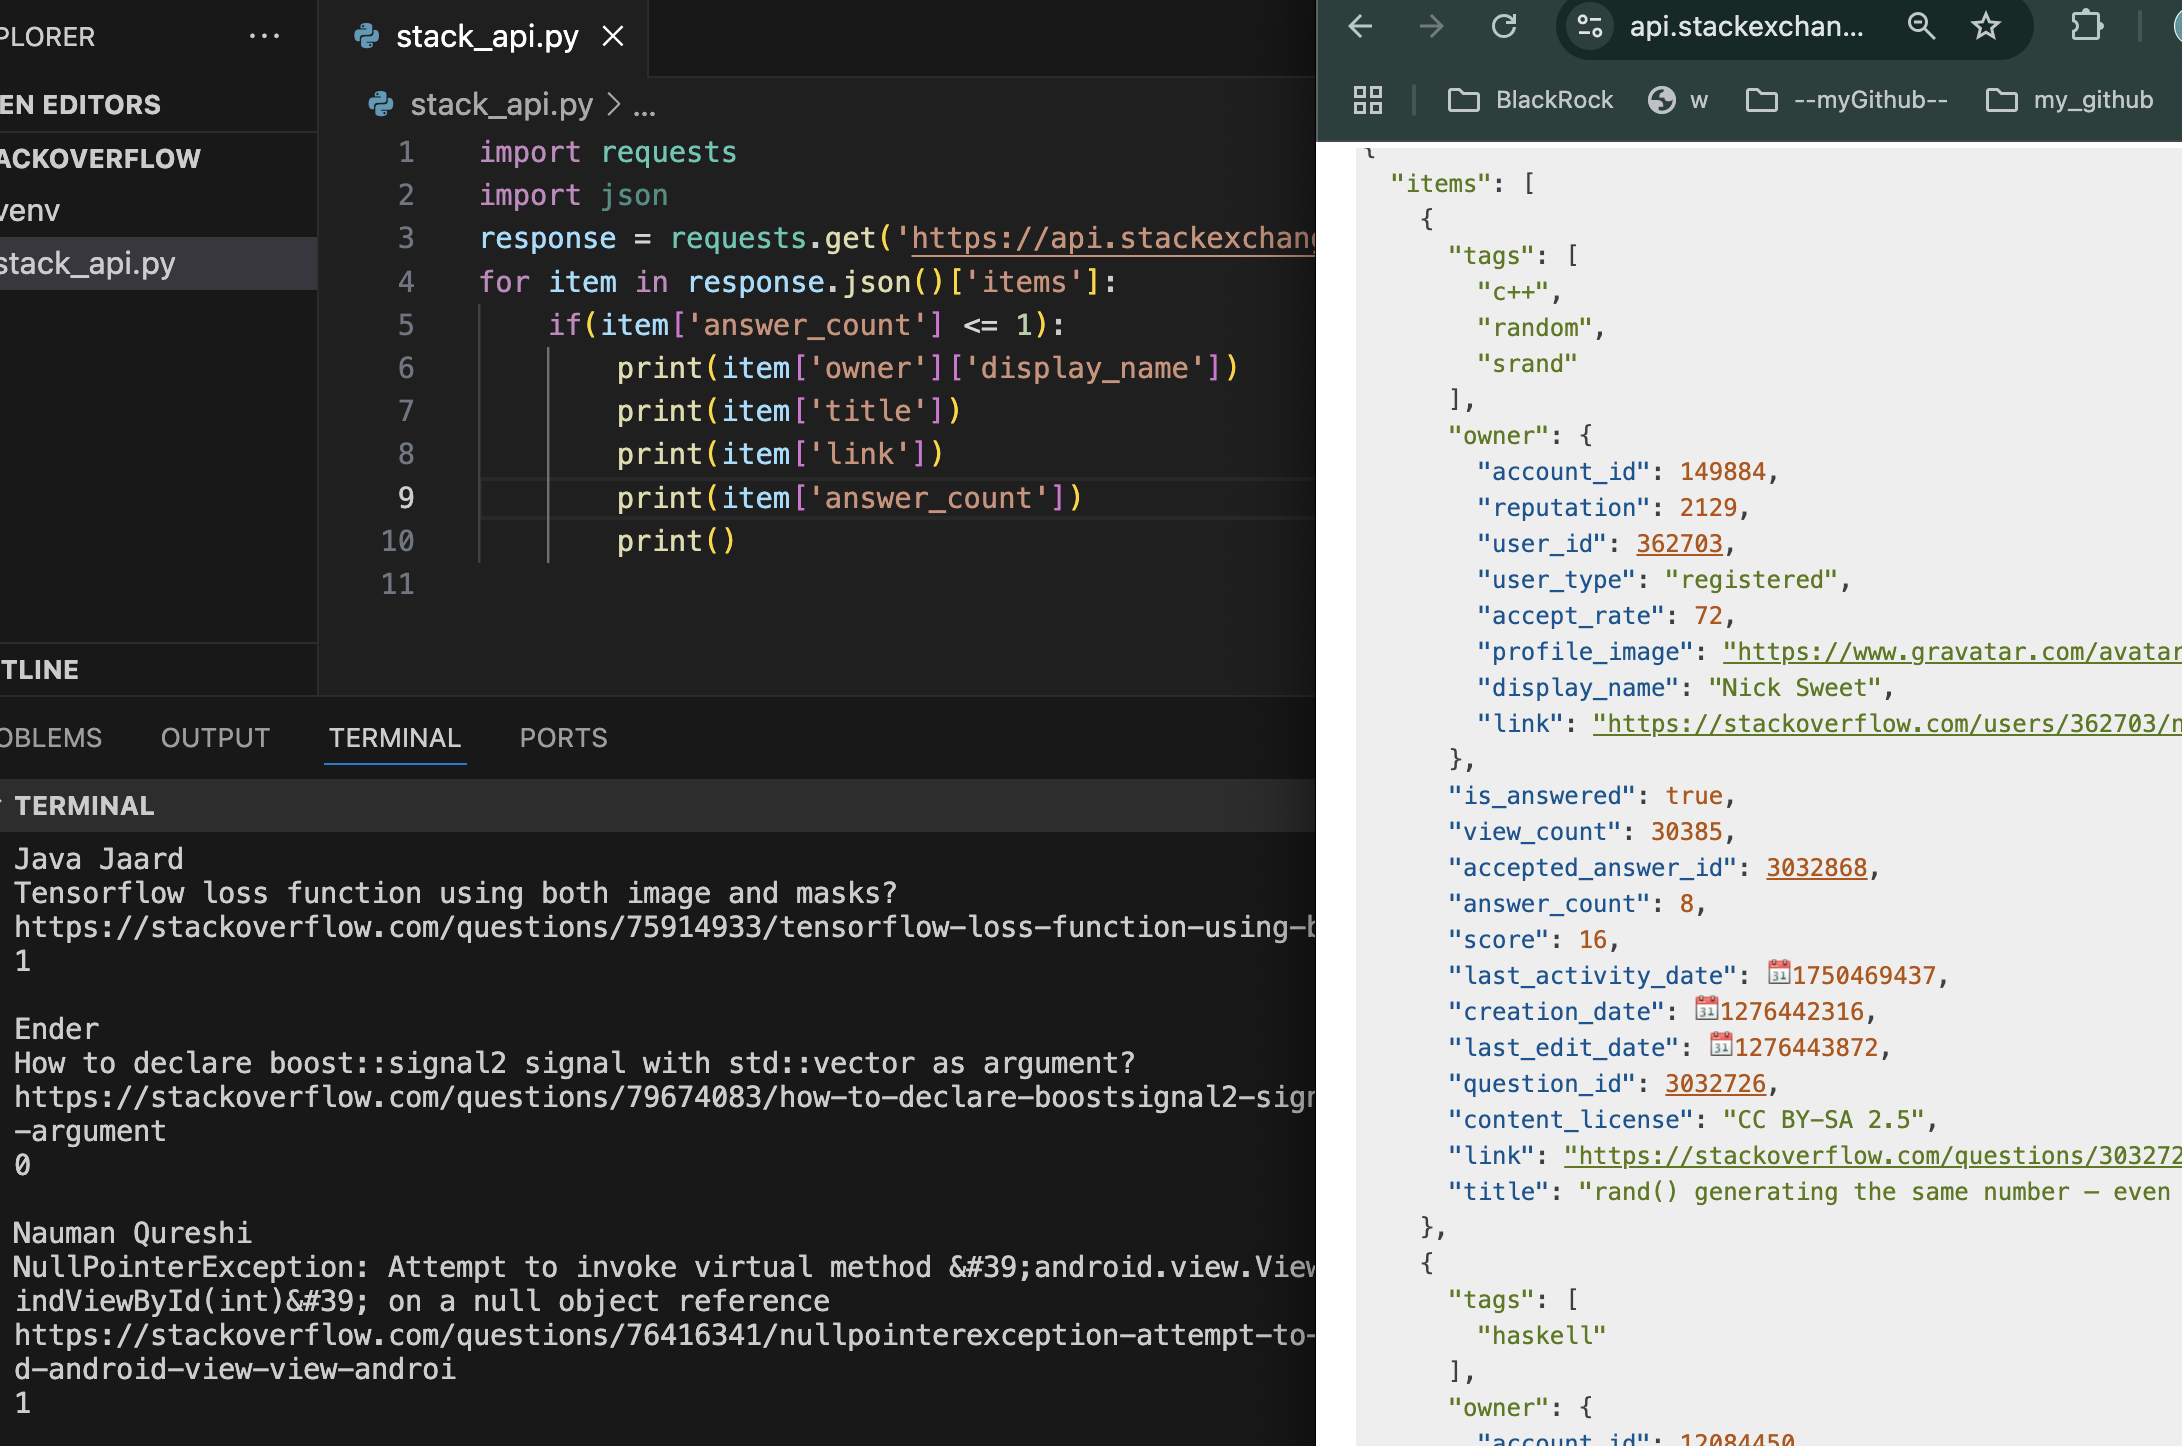 PLORER ...
EN EDITORS
ACKOVERFLOW
venv
stack_api.py
TLINE
stack_api.py
stack_api.py > ...
1 import requests
2 import json
3 response = requests.get('https://api.stackexchang
4 for item in response.json()['items']:
5 if(item['answer_count'] <= 1):
6 print(item['owner']['display_name'])
7 print(item['title'])
8 print(item['link'])
9 print(item['answer_count'])
10 print()
11
OBLEMS OUTPUT TERMINAL PORTS
TERMINAL
Java Jaard
Tensorflow loss function using both image and masks?
https://stackoverflow.com/questions/75914933/tensorflow-loss-function-using-b
1
Ender
How to declare boost::signal2 signal with std::vector as argument?
https://stackoverflow.com/questions/79674083/how-to-declare-boostsignal2-sign
-argument
0
Nauman Qureshi
NullPointerException: Attempt to invoke virtual method &#39;android.view.View
indViewById(int)&#39; on a null object reference
https://stackoverflow.com/questions/76416341/nullpointerexception-attempt-to-
d-android-view-view-androi
1
api.stackexchan...
BlackRock w --myGithub-- my_github
{
"items": [
{
"tags": [
"c++",
"random",
"srand"
],
"owner": {
"account_id": 149884,
"reputation": 2129,
"user_id": 362703,
"user_type": "registered",
"accept_rate": 72,
"profile_image": "https://www.gravatar.com/avatar
"display_name": "Nick Sweet",
"link": "https://stackoverflow.com/users/362703/n
},
"is_answered": true,
"view_count": 30385,
"accepted_answer_id": 3032868,
"answer_count": 8,
"score": 16,
"last_activity_date": 1750469437,
"creation_date": 1276442316,
"last_edit_date": 1276443872,
"question_id": 3032726,
"content_license": "CC BY-SA 2.5",
"link": "https://stackoverflow.com/questions/303272
"title": "rand() generating the same number – even
},
{
"tags": [
"haskell"
],
"owner": {
"account_id": 12084450